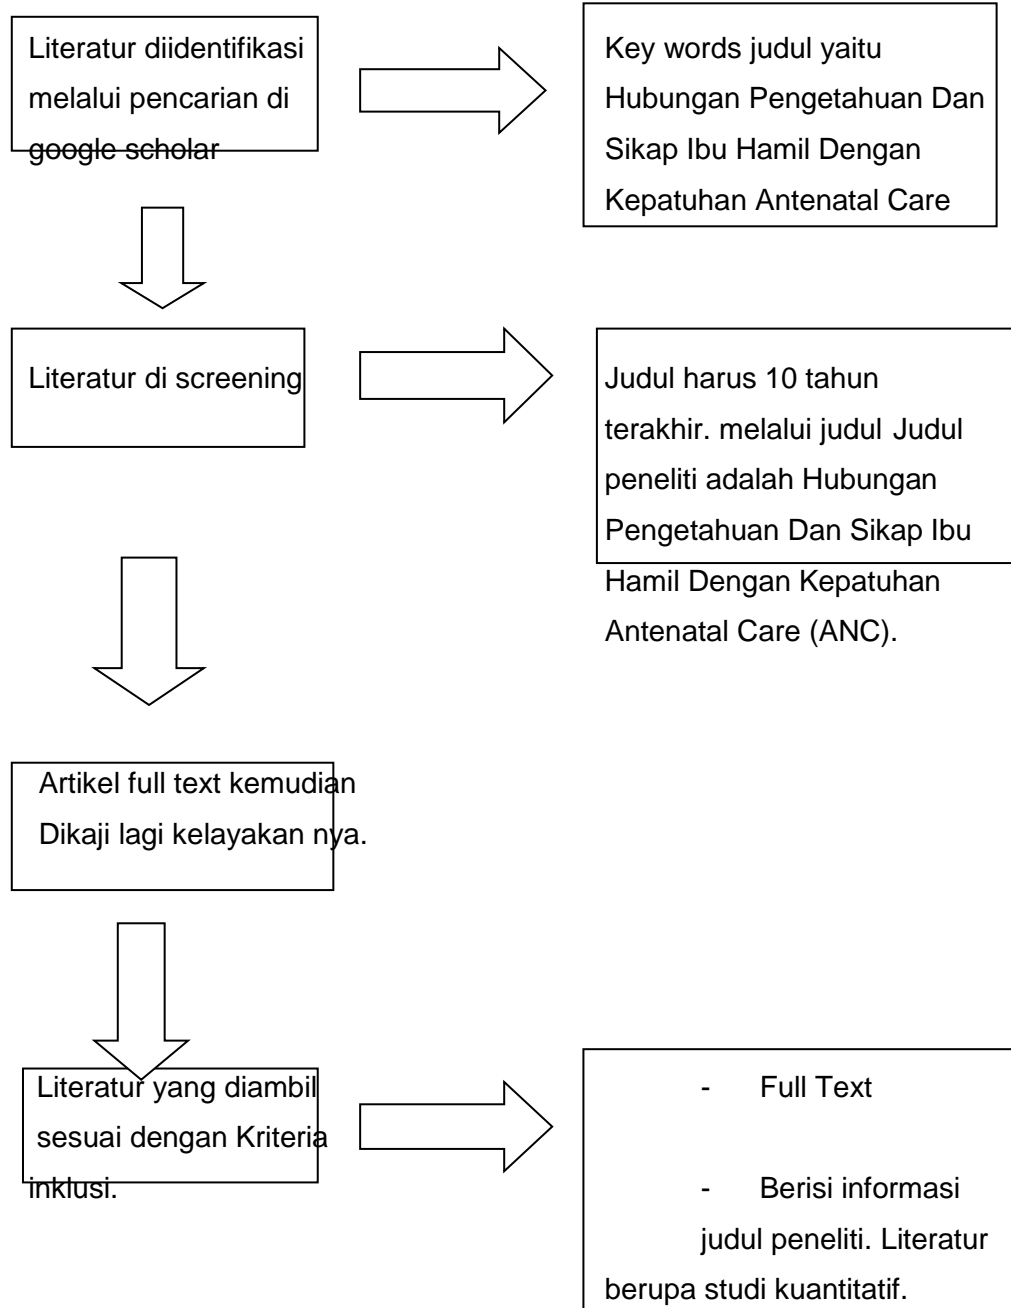 Literatur diidentifikasi
melalui pencarian di
google scholar
Key words judul yaitu
Hubungan Pengetahuan Dan
Sikap Ibu Hamil Dengan
Kepatuhan Antenatal Care
Literatur di screening
Judul harus 10 tahun
terakhir. melalui judul Judul
peneliti adalah Hubungan
Pengetahuan Dan Sikap Ibu
Hamil Dengan Kepatuhan
Antenatal Care (ANC).
Artikel full text kemudian
Dikaji lagi kelayakan nya.
Literatur yang diambil
sesuai dengan Kriteria
inklusi.
- Full Text
- Berisi informasi
judul peneliti. Literatur
berupa studi kuantitatif.